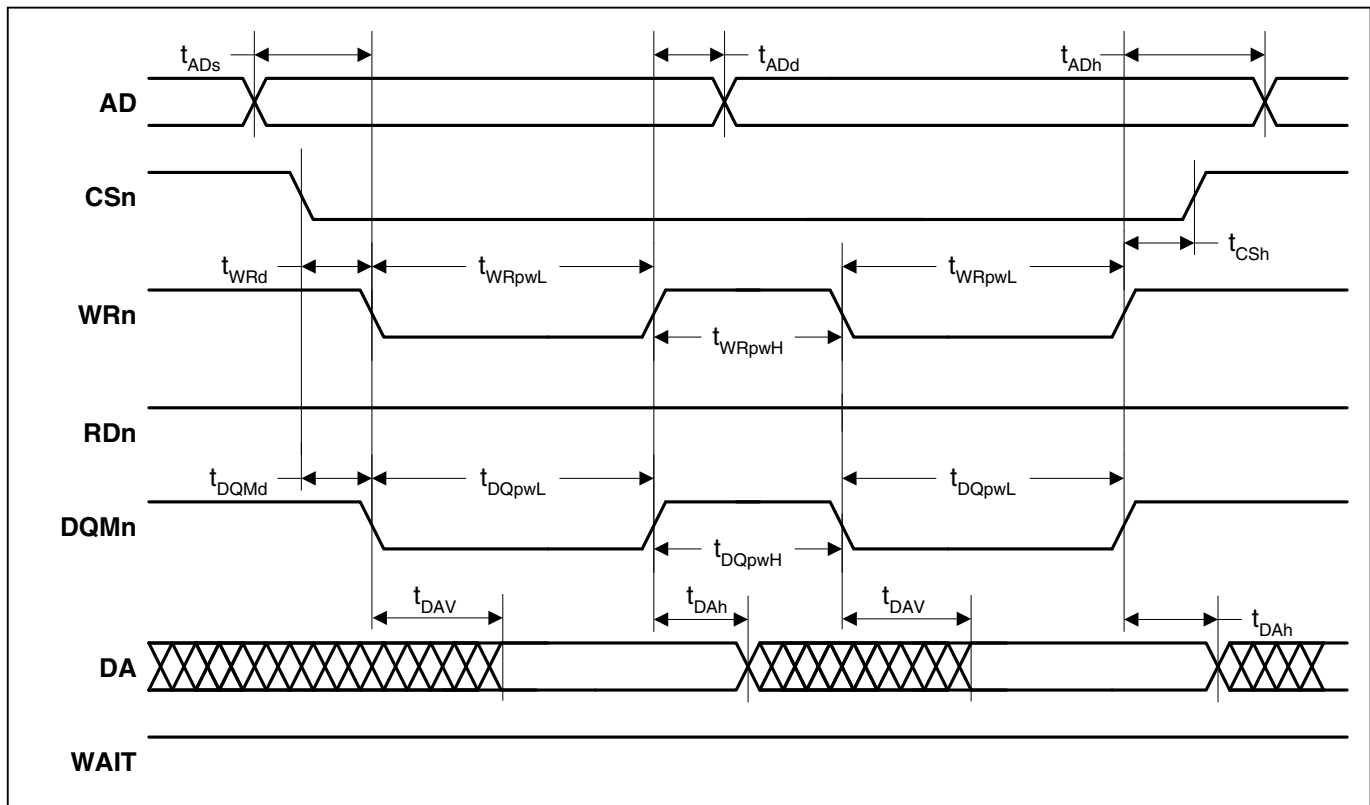 tADs
tADd
tADh
AD
CSn
tCSh
tWRd
tWRpwL
tWRpwL
WRn
tWRpwH
RDn
tDQMd
tDQpwL
tDQpwL
DQMn
tDQpwH
tDAV
tDAh
tDAV
tDAh
DA
WAIT